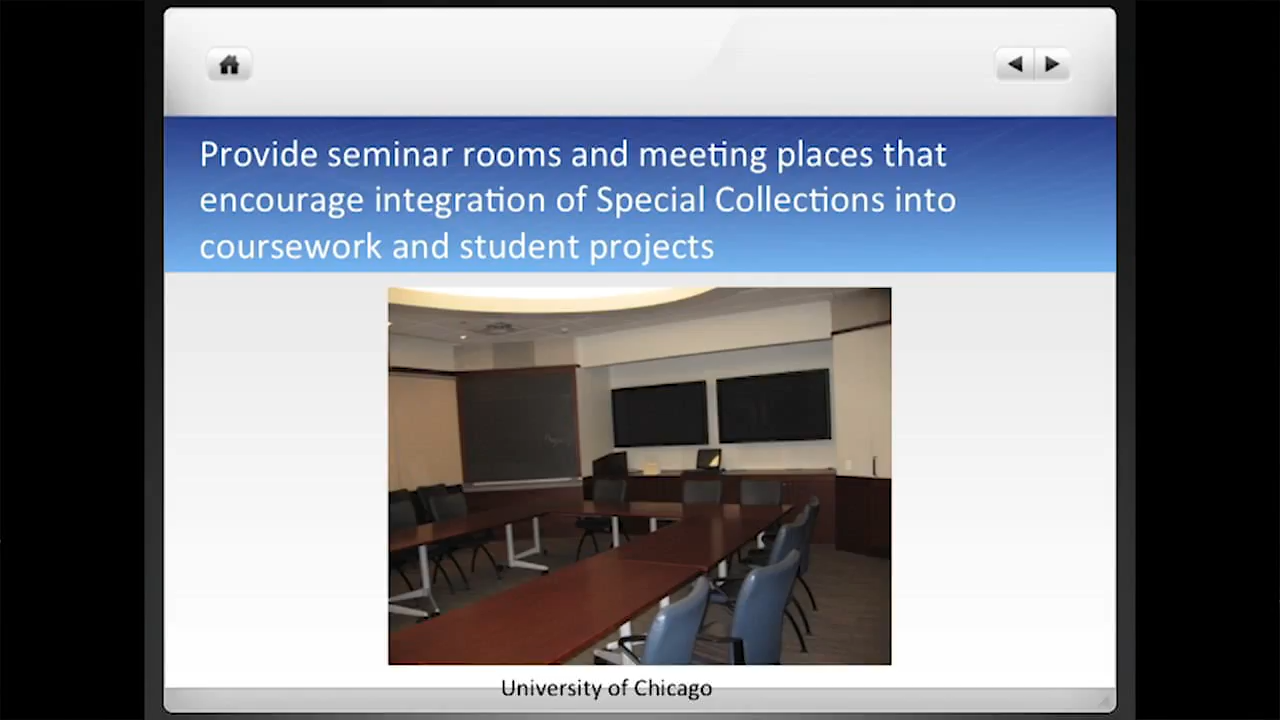 Provide seminar rooms and meeting places that
encourage integration of Special Collections into
coursework and student projects
University of Chicago